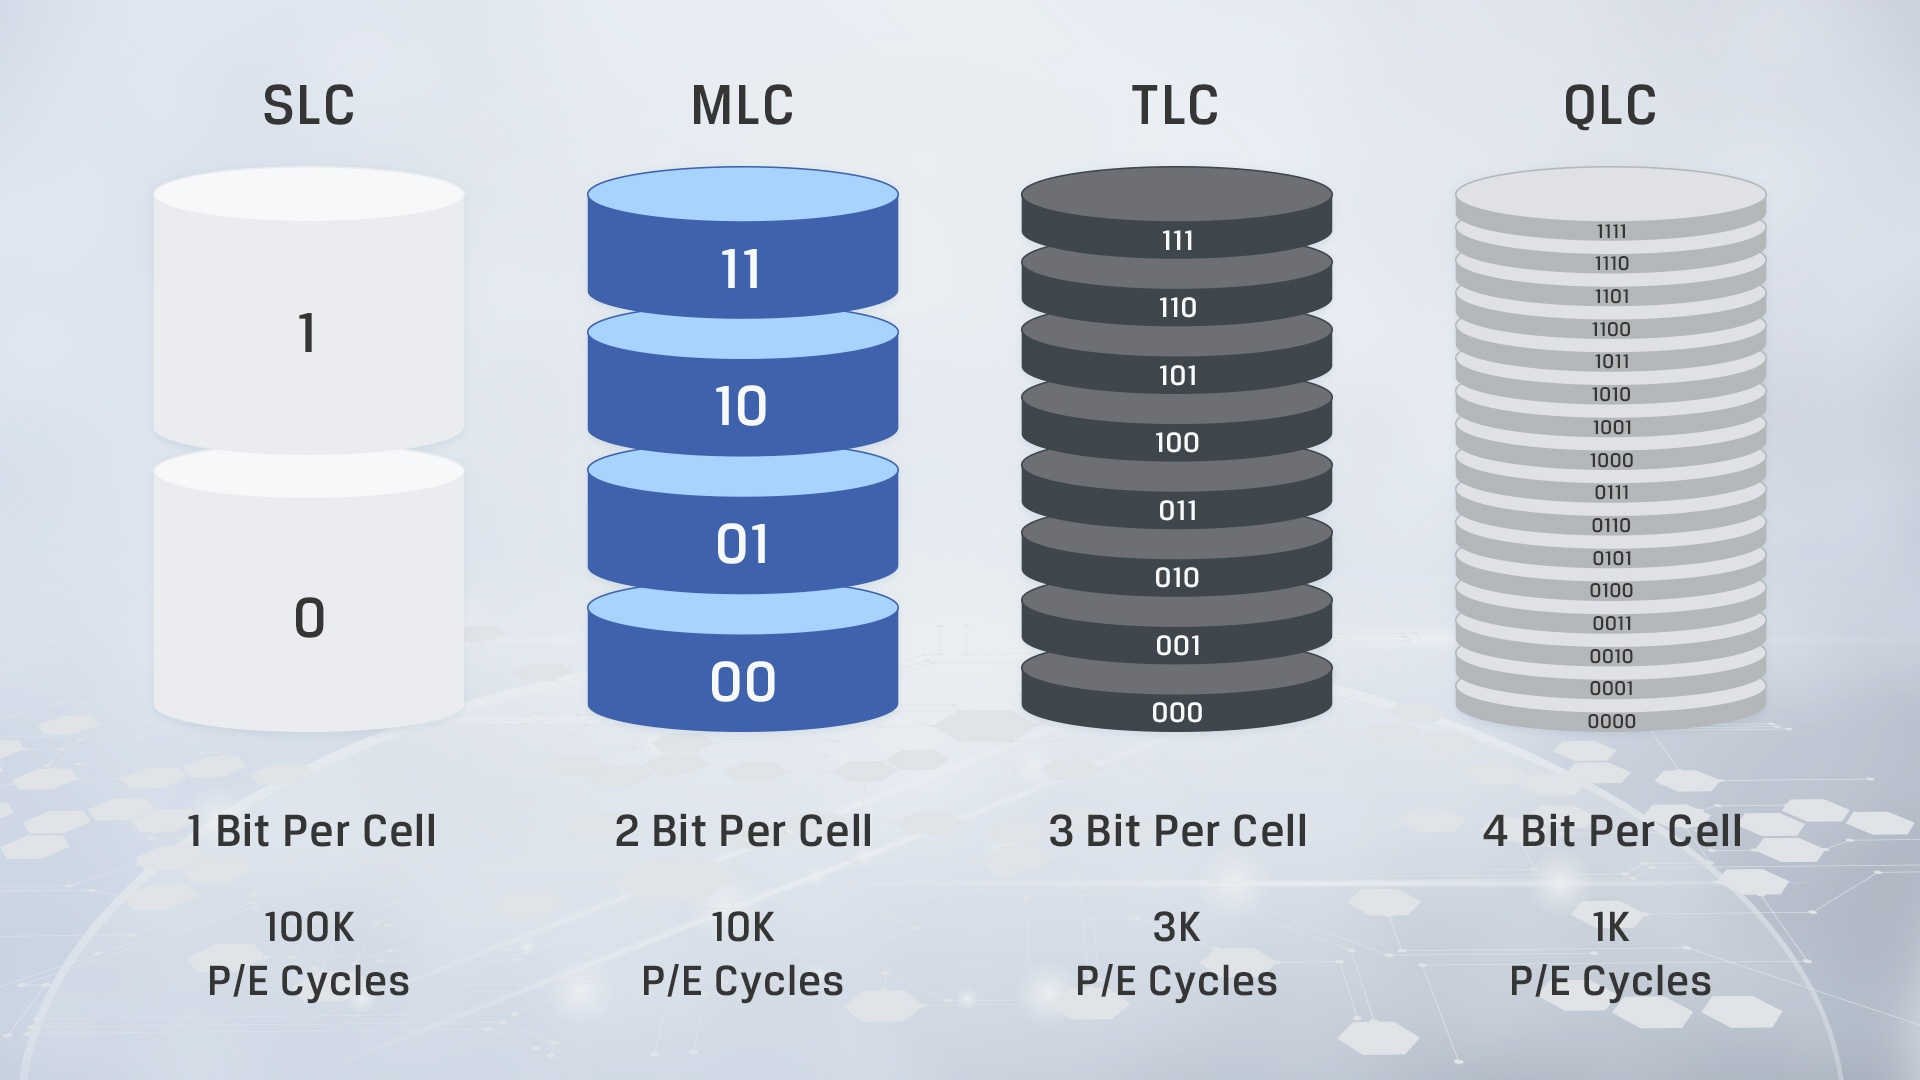 SLC
MLC
TLC
QLC
1
0
11
10
01
00
111
110
101
100
011
010
001
000
1111
1110
1101
1100
1011
1010
1001
1000
0111
0110
0101
0100
0011
0010
0001
0000
1 Bit Per Cell
2 Bit Per Cell
3 Bit Per Cell
4 Bit Per Cell
100K
P/E Cycles
10K
P/E Cycles
3K
P/E Cycles
1K
P/E Cycles